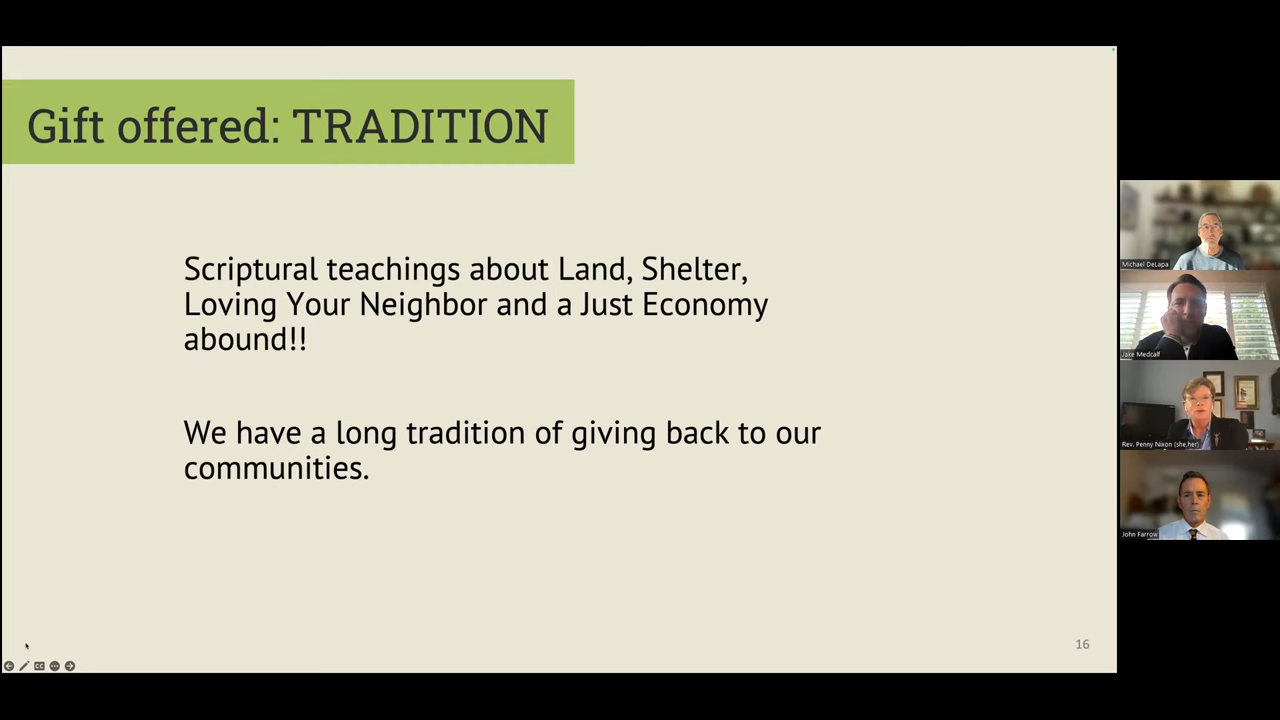 Gift offered: TRADITION
Scriptural teachings about Land, Shelter,
Loving Your Neighbor and a Just Economy
abound!!
We have a long tradition of giving back to our
communities.
16
Michael DeLapa
Jake Medcalf
Rev. Penny Nixon (she,her)
John Farrow
CC